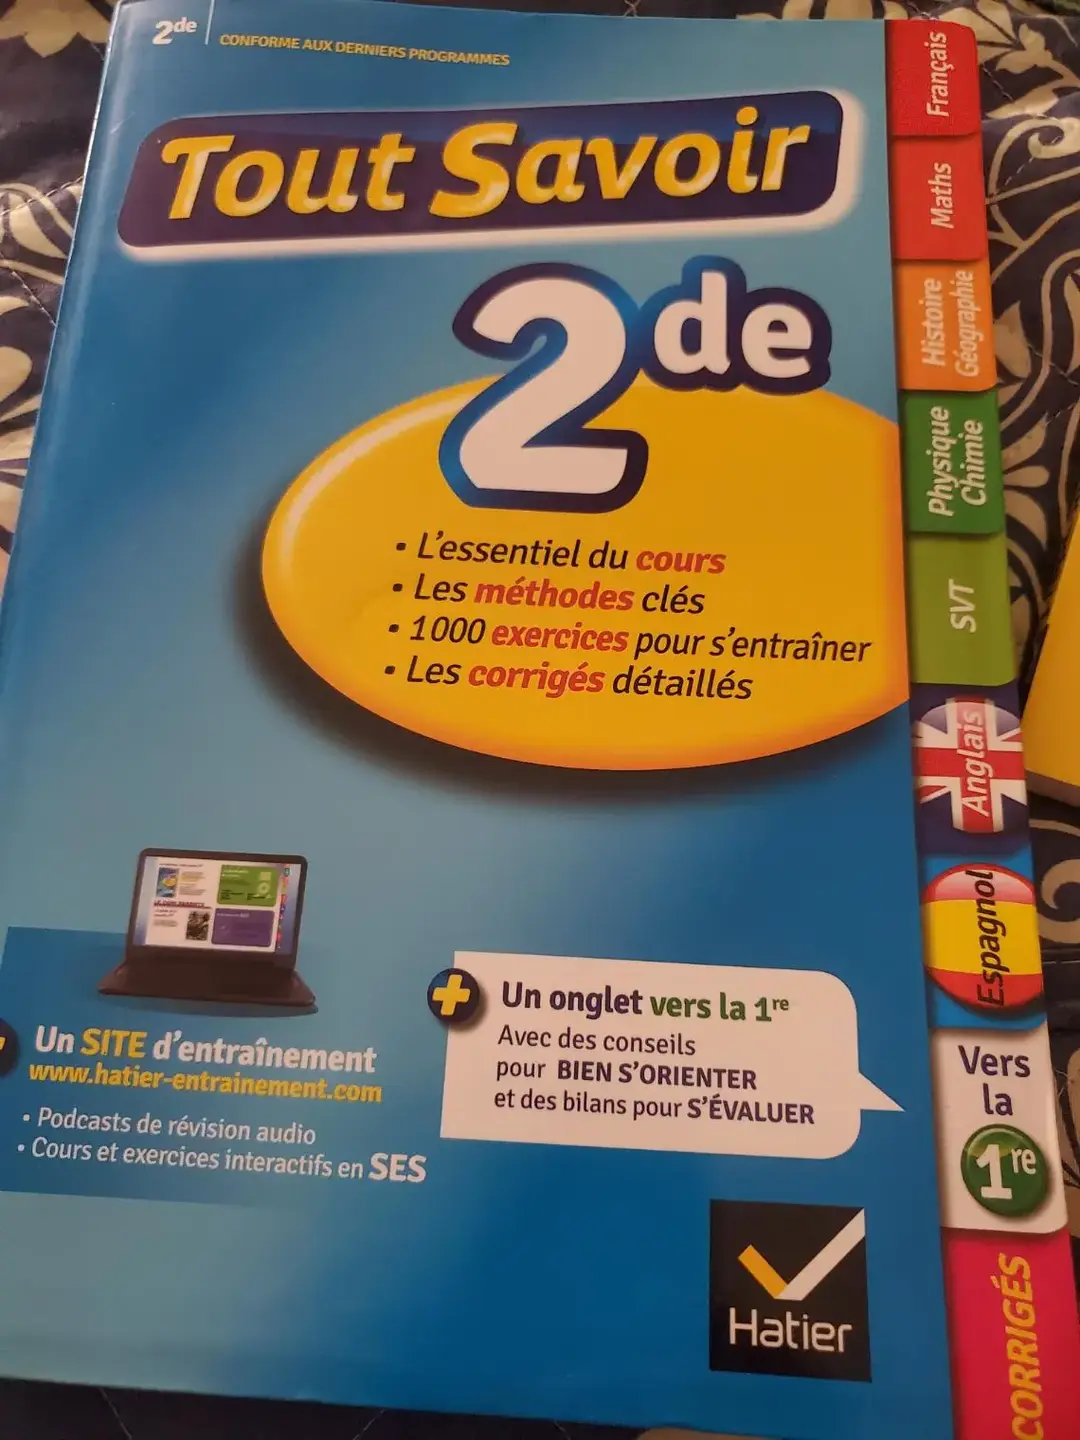 2de
CONFORME AUX DERNIERS PROGRAMMES
Tout Savoir
2de
• L'essentiel du cours
• Les méthodes clés
• 1000 exercices pour s'entraîner
• Les corrigés détaillés
Un SITE d'entraînement
www.hatier-entrainement.com
• Podcasts de révision audio
• Cours et exercices interactifs en SES
+
Un onglet vers la 1re
Avec des conseils
pour BIEN S'ORIENTER
et des bilans pour S'ÉVALUER
Hatier
Français
Maths
Histoire
Géographie
Physique
Chimie
SVT
Anglais
Espagnol
Vers
la
1re
CORRIGÉS